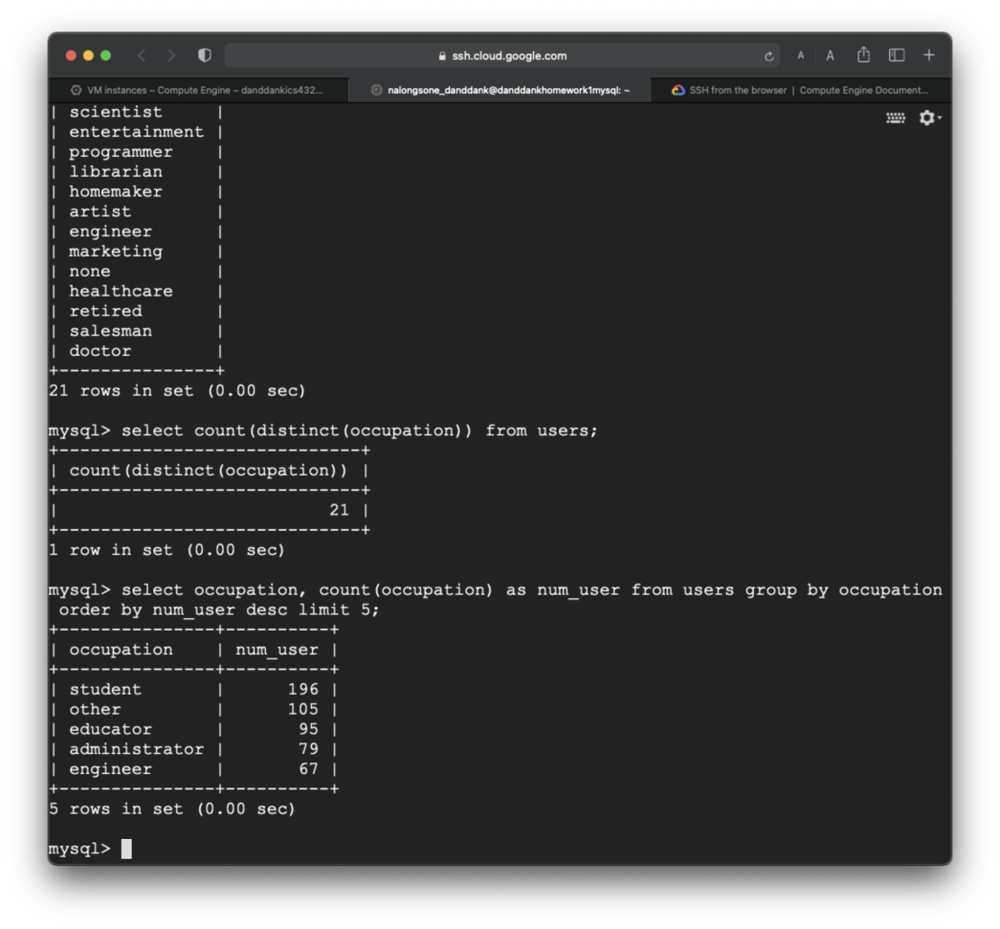 ssh.cloud.google.com
A A
VM instances – Compute Engine – danddankics432...
nalongsone_danddank@danddankhomework1mysql: ~
SSH from the browser | Compute Engine Document...
| scientist     |
| entertainment |
| programmer    |
| librarian     |
| homemaker     |
| artist        |
| engineer      |
| marketing     |
| none          |
| healthcare    |
| retired       |
| salesman      |
| doctor        |
+---------------+
21 rows in set (0.00 sec)
mysql> select count(distinct(occupation)) from users;
+-----------------------------+
| count(distinct(occupation)) |
+-----------------------------+
|                          21 |
+-----------------------------+
1 row in set (0.00 sec)
mysql> select occupation, count(occupation) as num_user from users group by occupation
 order by num_user desc limit 5;
+---------------+----------+
| occupation    | num_user |
+---------------+----------+
| student       |      196 |
| other         |      105 |
| educator      |       95 |
| administrator |       79 |
| engineer      |       67 |
+---------------+----------+
5 rows in set (0.00 sec)
mysql>